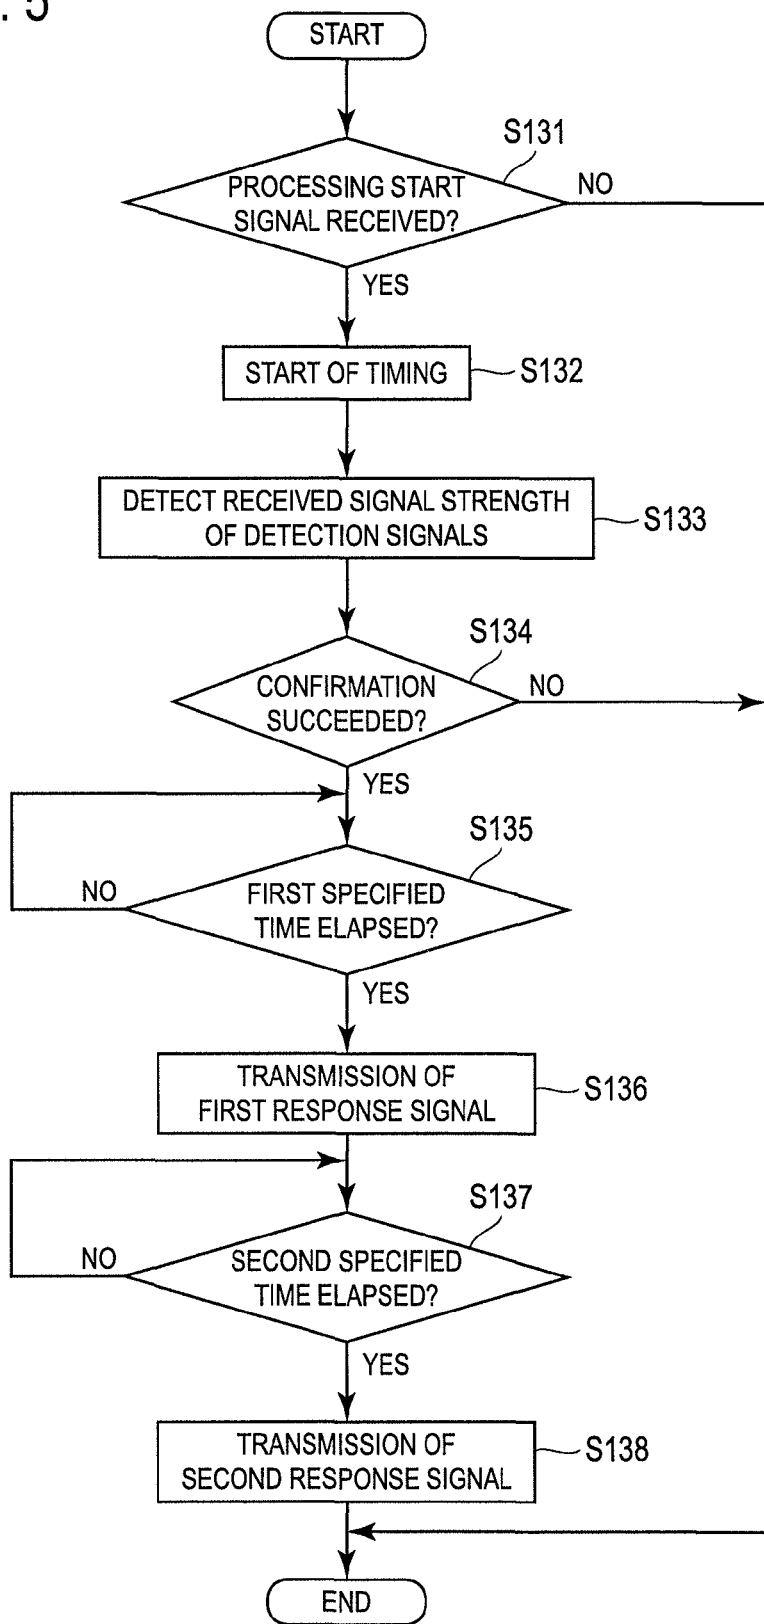 . 5
START
S131
PROCESSING START
SIGNAL RECEIVED?
NO
YES
START OF TIMING
S132
DETECT RECEIVED SIGNAL STRENGTH
OF DETECTION SIGNALS
S133
S134
CONFIRMATION
SUCCEEDED?
NO
YES
S135
NO
FIRST SPECIFIED
TIME ELAPSED?
YES
TRANSMISSION OF
FIRST RESPONSE SIGNAL
S136
S137
NO
SECOND SPECIFIED
TIME ELAPSED?
YES
TRANSMISSION OF
SECOND RESPONSE SIGNAL
S138
END